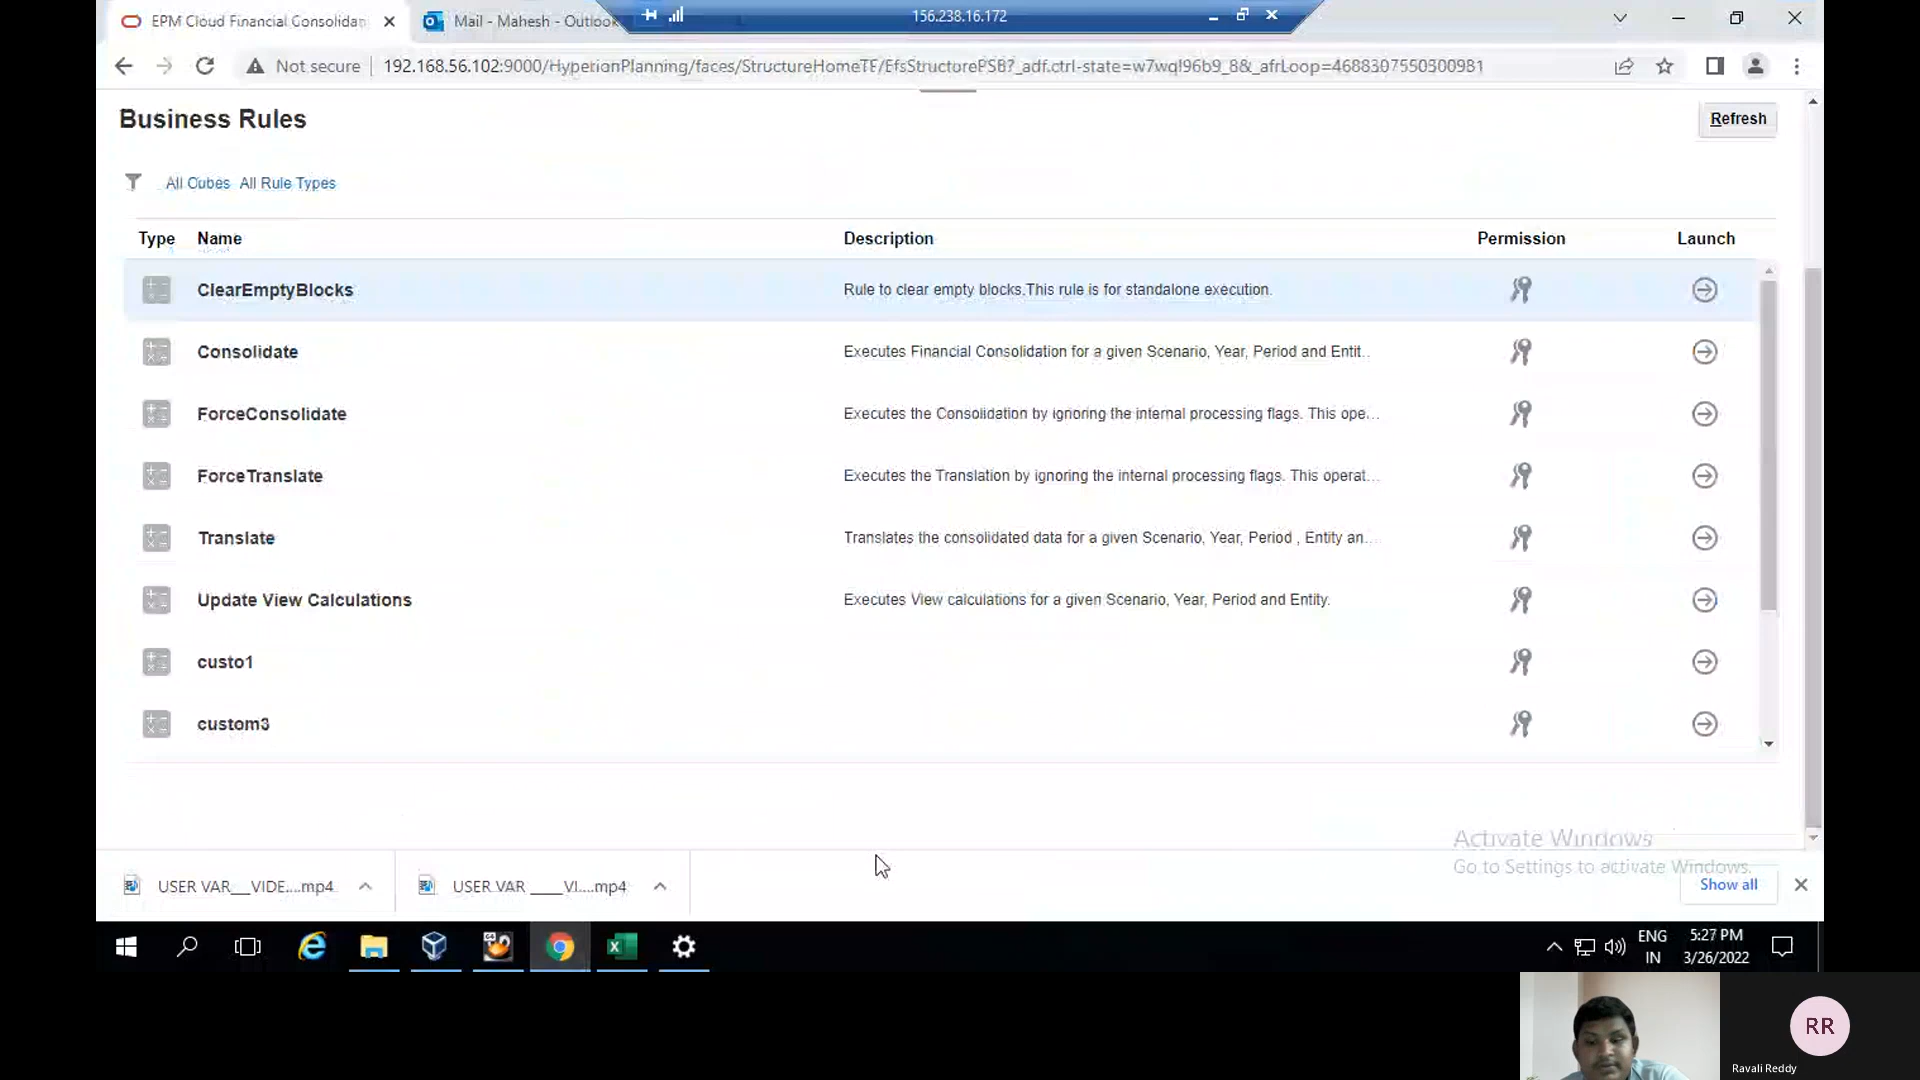 EPM Cloud Financial Consolidat
Mail - Mahesh - Outlook
156.238.16.172
Not secure
192.168.56.102:9000/HypetionPlanning/faces/StructureHomeTF/EfsStructorePSB?_adf.ctrl-state=w7wql96b9_8&_afrLoop=4688307550300981
Business Rules
Refresh
All Cubes All Rule Types
Type Name Description Permission Launch
ClearEmptyBlocks Rule to clear empty blocks.This rule is for standalone execution.
Consolidate Executes Financial Consolidation for a given Scenario, Year, Period and Entit...
ForceConsolidate Executes the Consolidation by ignoring the internal processing flags. This ope...
ForceTranslate Executes the Translation by ignoring the internal processing flags. This operat...
Translate Translates the consolidated data for a given Scenario, Year, Period , Entity an...
Update View Calculations Executes View calculations for a given Scenario, Year, Period and Entity.
custo1
custom3
Activate Windows
Go to Settings to activate Windows.
USER VAR__VIDE....mp4
USER VAR ____VI....mp4
Show all
ENG
IN
5:27 PM
3/26/2022
RR
Ravali Reddy